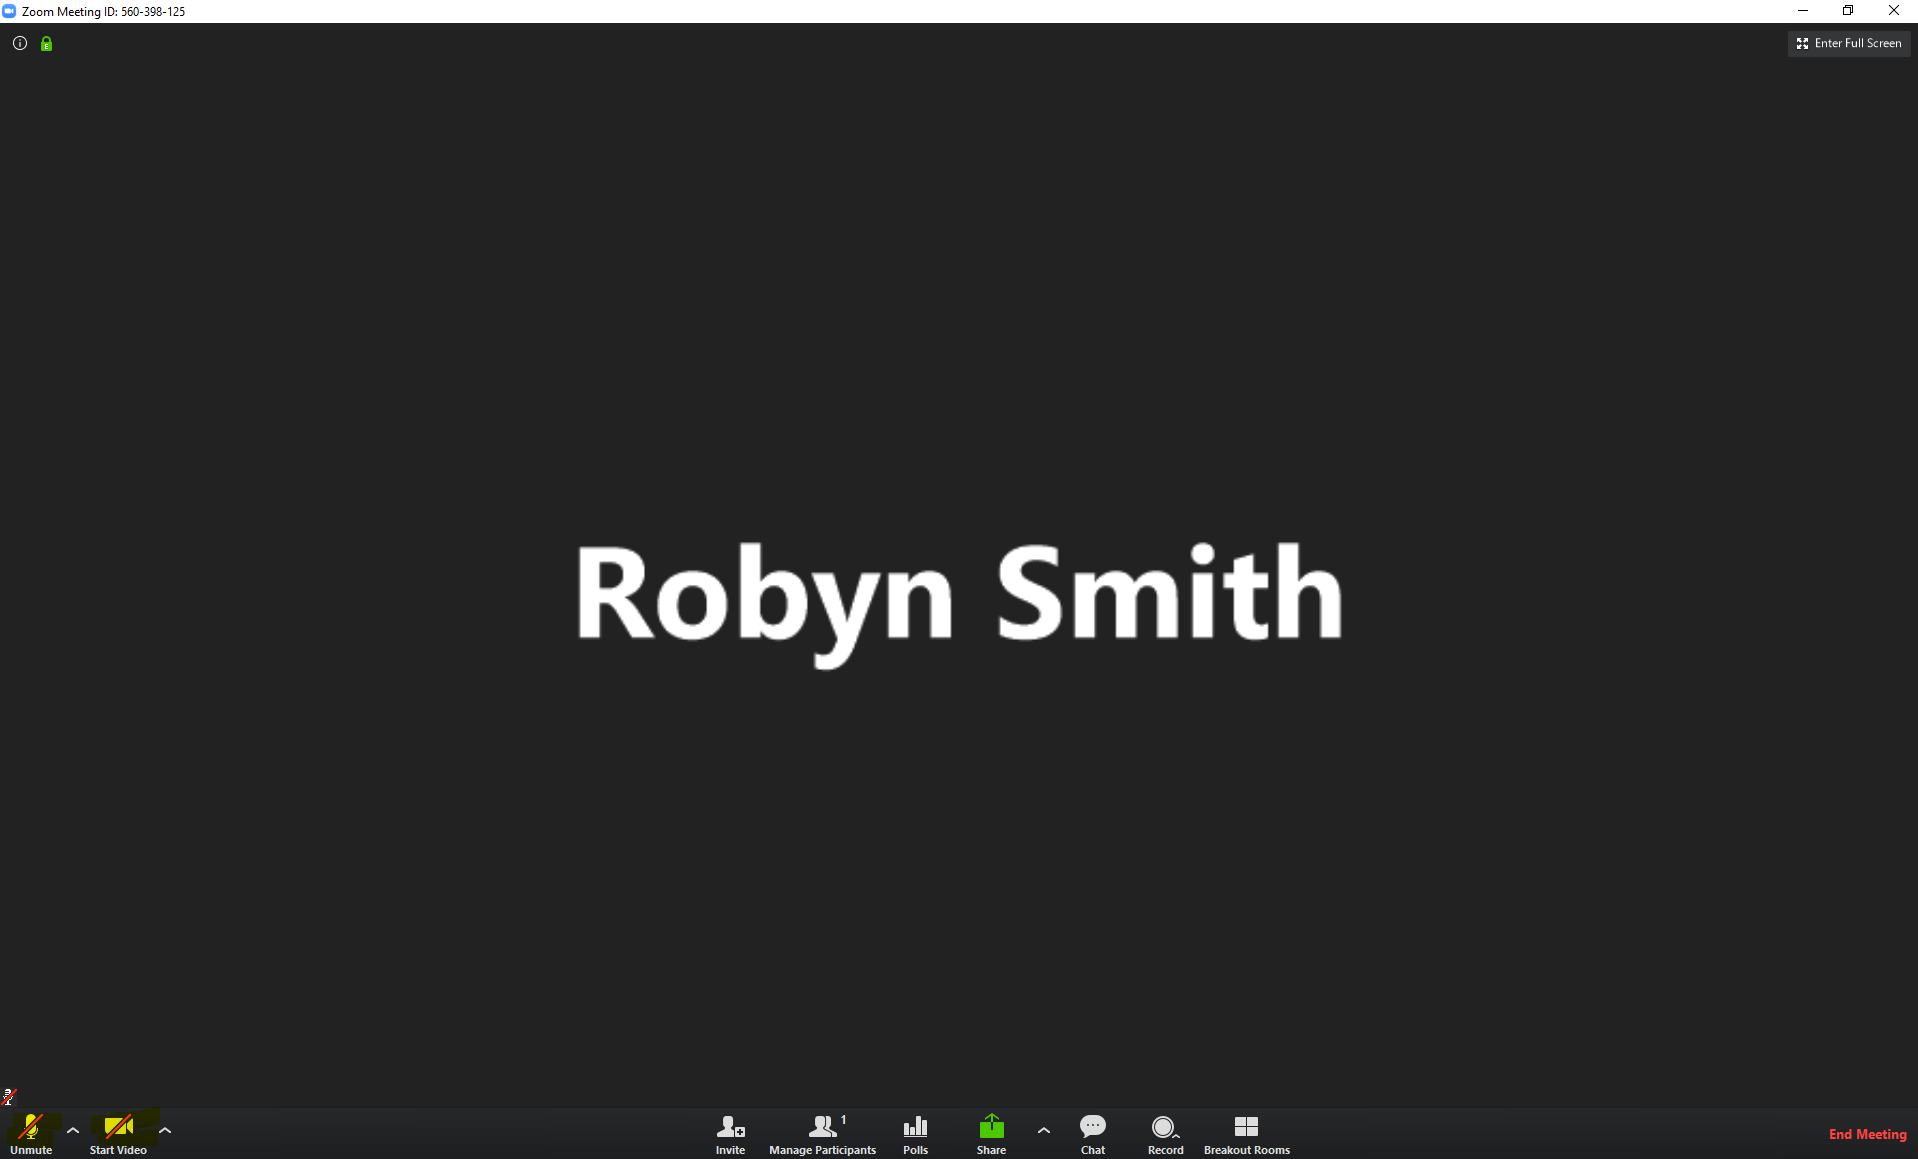 Zoom Meeting ID: 560-398-125
Enter Full Screen
Robyn Smith
1
Unmute
Start Video
Invite
Manage Participants
Polls
Share
Chat
Record
Breakout Rooms
End Meeting